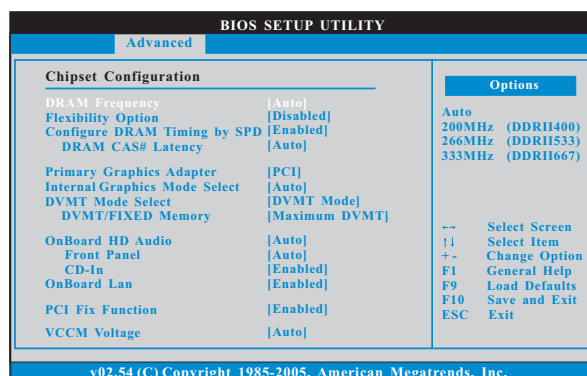 BIOS SETUP UTILITY
Advanced
Chipset Configuration
DRAM Frequency [Auto]
Flexibility Option [Disabled]
Configure DRAM Timing by SPD [Enabled]
DRAM CAS# Latency [Auto]
Primary Graphics Adapter [PCI]
Internal Graphics Mode Select [Auto]
DVMT Mode Select [DVMT Mode]
DVMT/FIXED Memory [Maximum DVMT]
OnBoard HD Audio [Auto]
Front Panel [Auto]
CD-In [Enabled]
OnBoard Lan [Enabled]
PCI Fix Function [Enabled]
VCCM Voltage [Auto]
Options
Auto
200MHz (DDRII400)
266MHz (DDRII533)
333MHz (DDRII667)
←→ Select Screen
↑↓ Select Item
+ - Change Option
F1 General Help
F9 Load Defaults
F10 Save and Exit
ESC Exit
v02.54 (C) Copyright 1985-2005, American Megatrends, Inc.